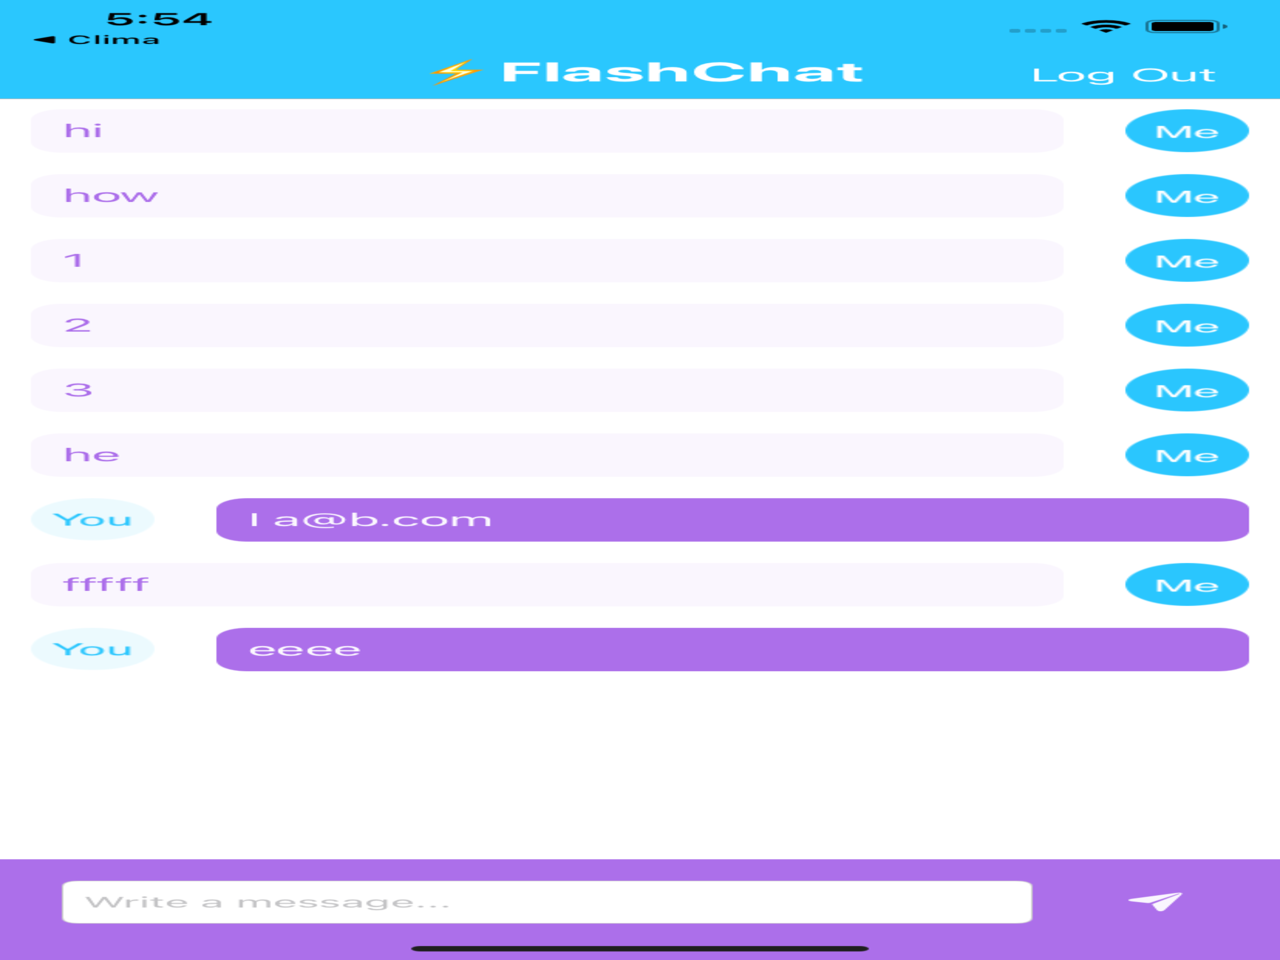 5:54
◀ Clima
⚡ FlashChat
Log Out
hi
Me
how
Me
1
Me
2
Me
3
Me
he
Me
You
I a@b.com
fffff
Me
You
eeee
Write a message...